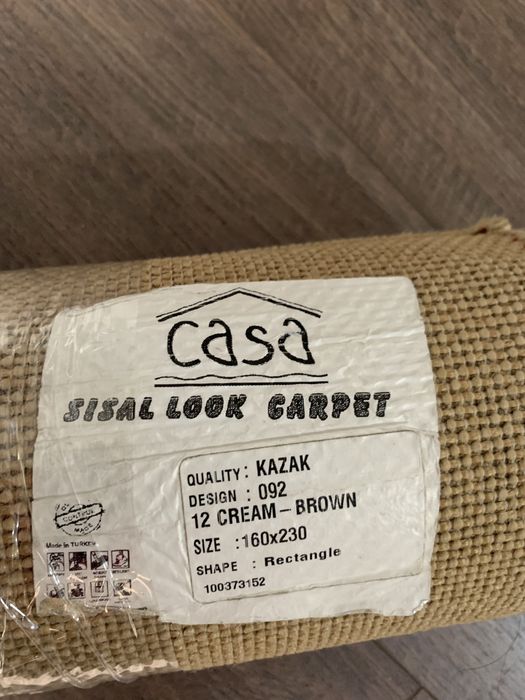 casa
SISAL LOOK CARPET
QUALITY : KAZAK
DESIGN : 092
12 CREAM - BROWN
SIZE :160x230
SHAPE : Rectangle
100373152
CONTROL
Made in TURKEY